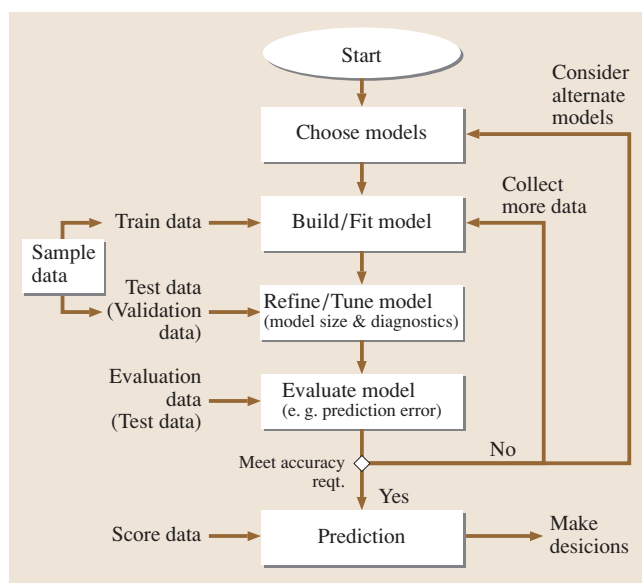 Start
Consider
alternate
models
Choose models
Collect
more data
Train data
Build/Fit model
Sample
data
Test data
(Validation
data)
Refine/Tune model
(model size & diagnostics)
Evaluation
data
(Test data)
Evaluate model
(e. g. prediction error)
No
Meet accuracy
reqt.
Yes
Score data
Prediction
Make
desicions